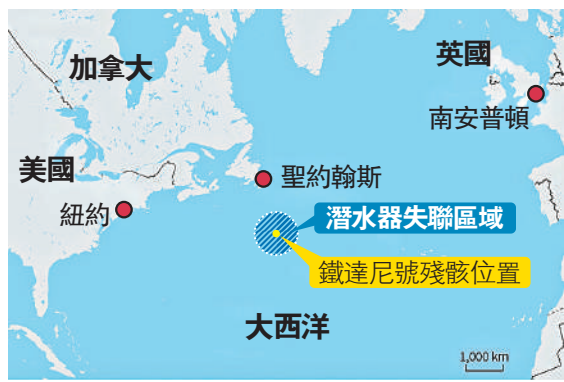 加拿大
英國
南安普頓
美國
聖約翰斯
紐約
潛水器失聯區域
鐵達尼號殘骸位置
大西洋
1,000 km